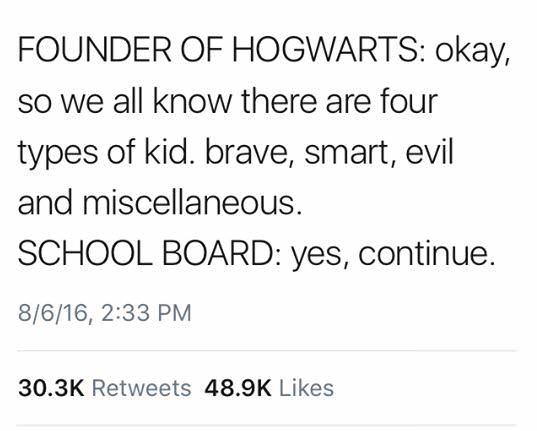 FOUNDER OF HOGWARTS: okay,
so we all know there are four
types of kid. brave, smart, evil
and miscellaneous.
SCHOOL BOARD: yes, continue.
8/6/16, 2:33 PM
30.3K Retweets 48.9K Likes